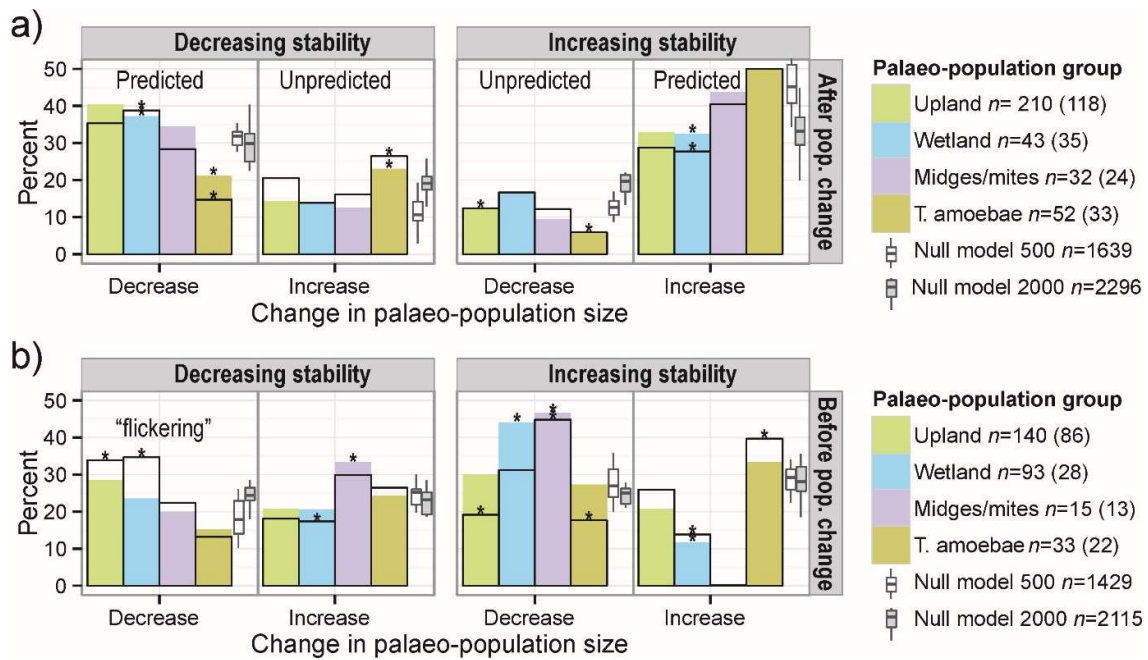 a)
Decreasing stability
Increasing stability
Predicted
Unpredicted
Unpredicted
Predicted
50
40
30
20
10
0
Percent
* * * * * *
* * * *
After pop. change
Decrease
Increase
Decrease
Increase
Change in palaeo-population size
Palaeo-population group
Upland n= 210 (118)
Wetland n=43 (35)
Midges/mites n=32 (24)
T. amoebae n=52 (33)
Null model 500 n=1639
Null model 2000 n=2296
b)
Decreasing stability
Increasing stability
"flickering"
50
40
30
20
10
0
Percent
* * * *
* * * * * * * *
Before pop. change
Decrease
Increase
Decrease
Increase
Change in palaeo-population size
Palaeo-population group
Upland n=140 (86)
Wetland n=93 (28)
Midges/mites n=15 (13)
T. amoebae n=33 (22)
Null model 500 n=1429
Null model 2000 n=2115